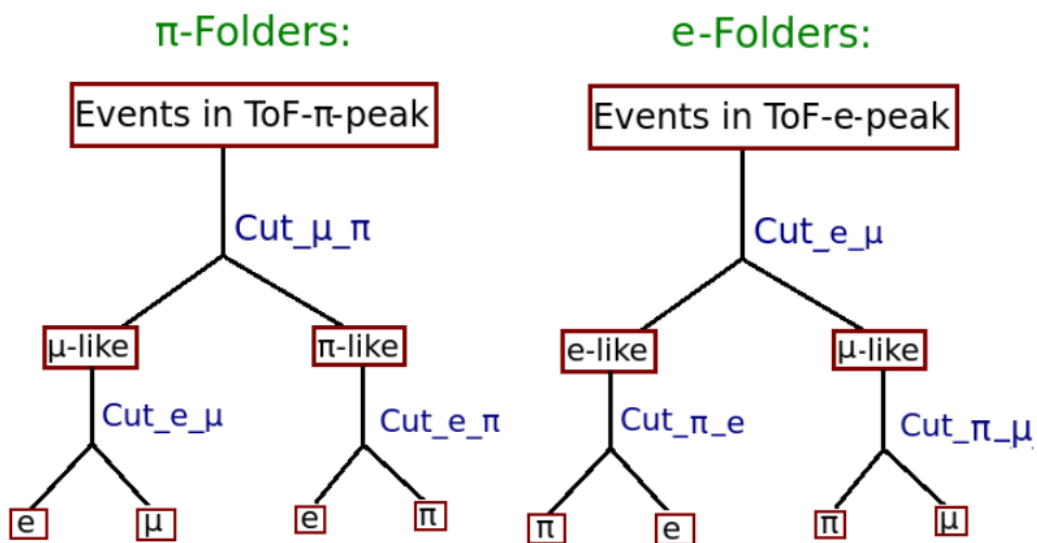 π-Folders:
Events in ToF-π-peak
Cut_μ_π
μ-like
π-like
Cut_e_μ
Cut_e_π
e
μ
e
π
e-Folders:
Events in ToF-e-peak
Cut_e_μ
e-like
μ-like
Cut_π_e
Cut_π_μ
π
e
π
μ